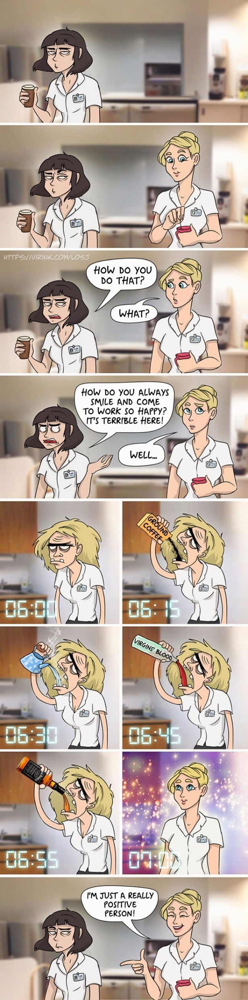 HTTPS://VIRINK.COM/LOSJ
HOW DO YOU
DO THAT?
WHAT?
HOW DO YOU ALWAYS
SMILE AND COME
TO WORK SO HAPPY?
IT'S TERRIBLE HERE!
WELL...
GROUND
COFFEE
06:00
06:15
VIRGINS' BLOOD
06:30
06:45
06:55
07:00
I'M JUST A REALLY
POSITIVE
PERSON!